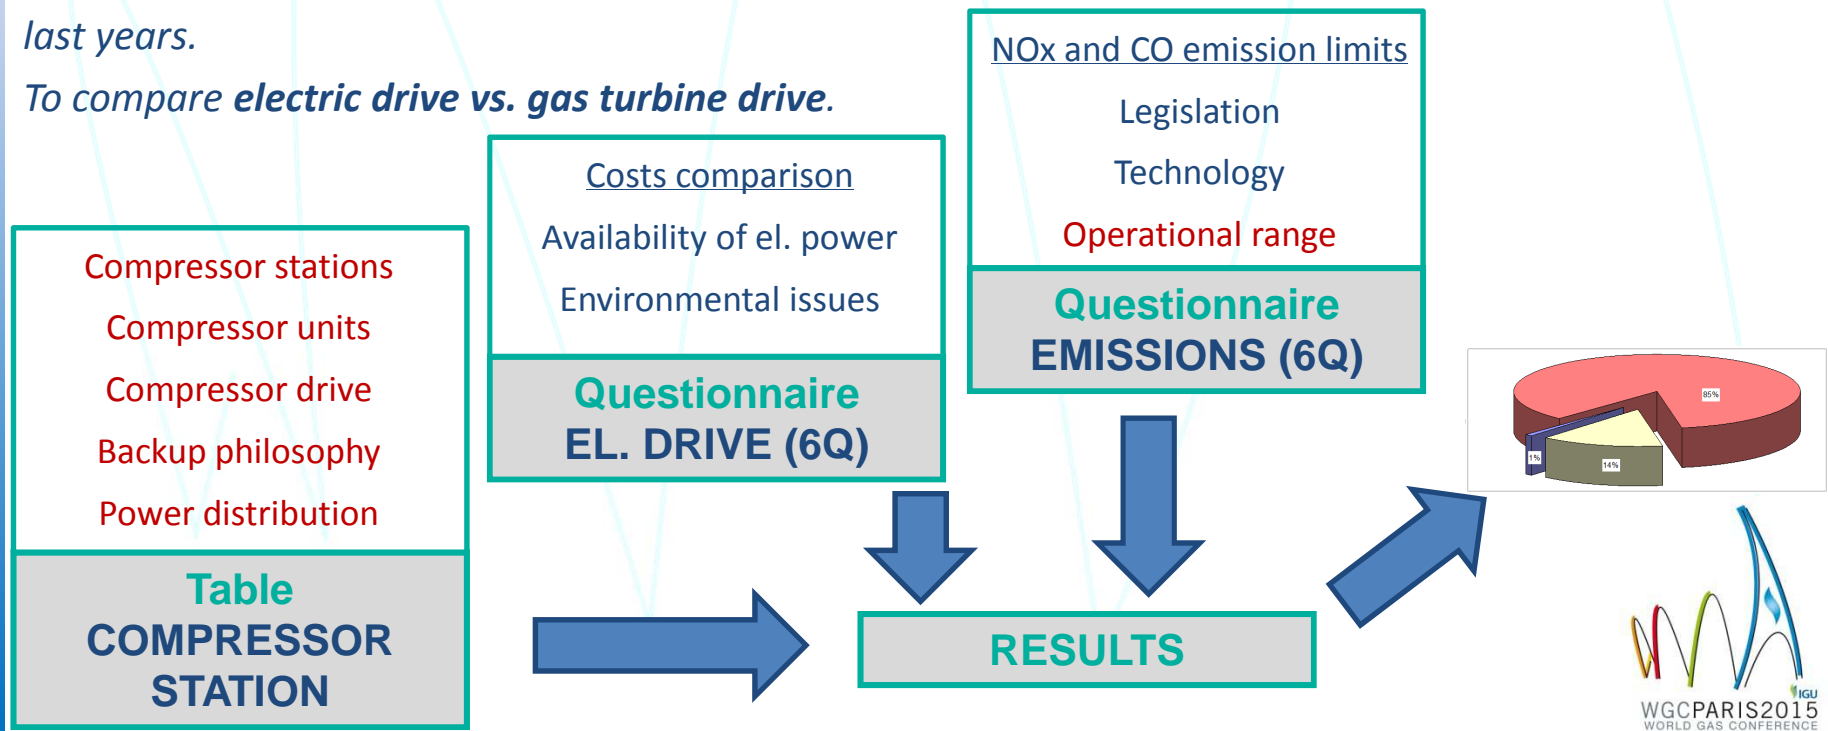 last years.
To compare electric drive vs. gas turbine drive.
NOx and CO emission limits
Legislation
Technology
Operational range
Questionnaire
EMISSIONS (6Q)
Costs comparison
Availability of el. power
Environmental issues
Questionnaire
EL. DRIVE (6Q)
Compressor stations
Compressor units
Compressor drive
Backup philosophy
Power distribution
Table
COMPRESSOR
STATION
RESULTS
85%
1%
14%
IGU
WGCPARIS2015
WORLD GAS CONFERENCE